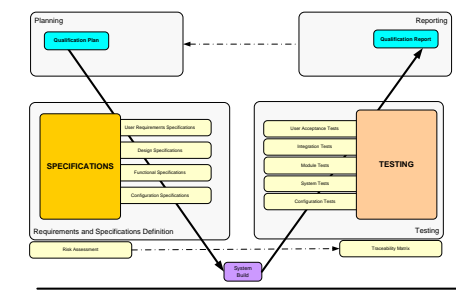 Planning
Reporting
Qualification Plan
Qualification Report
SPECIFICATIONS
User Requirements Specifications
Design Specifications
Functional Specifications
Configuration Specifications
User Acceptance Tests
Integration Tests
Module Tests
System Tests
Configuration Tests
TESTING
Requirements and Specifications Definition
Testing
Risk Assessment
Traceability Matrix
System
Build